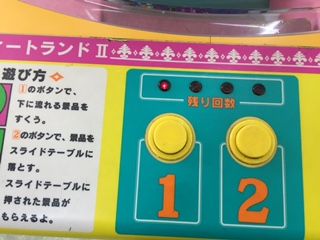 ートランドⅡ
遊び方
①のボタンで、
下に流れる景品を
すくう。
②のボタンで、景品を
スライドテーブルに
落とす。
スライドテーブルに
押された景品が
もらえるよ。
残り回数
1 2